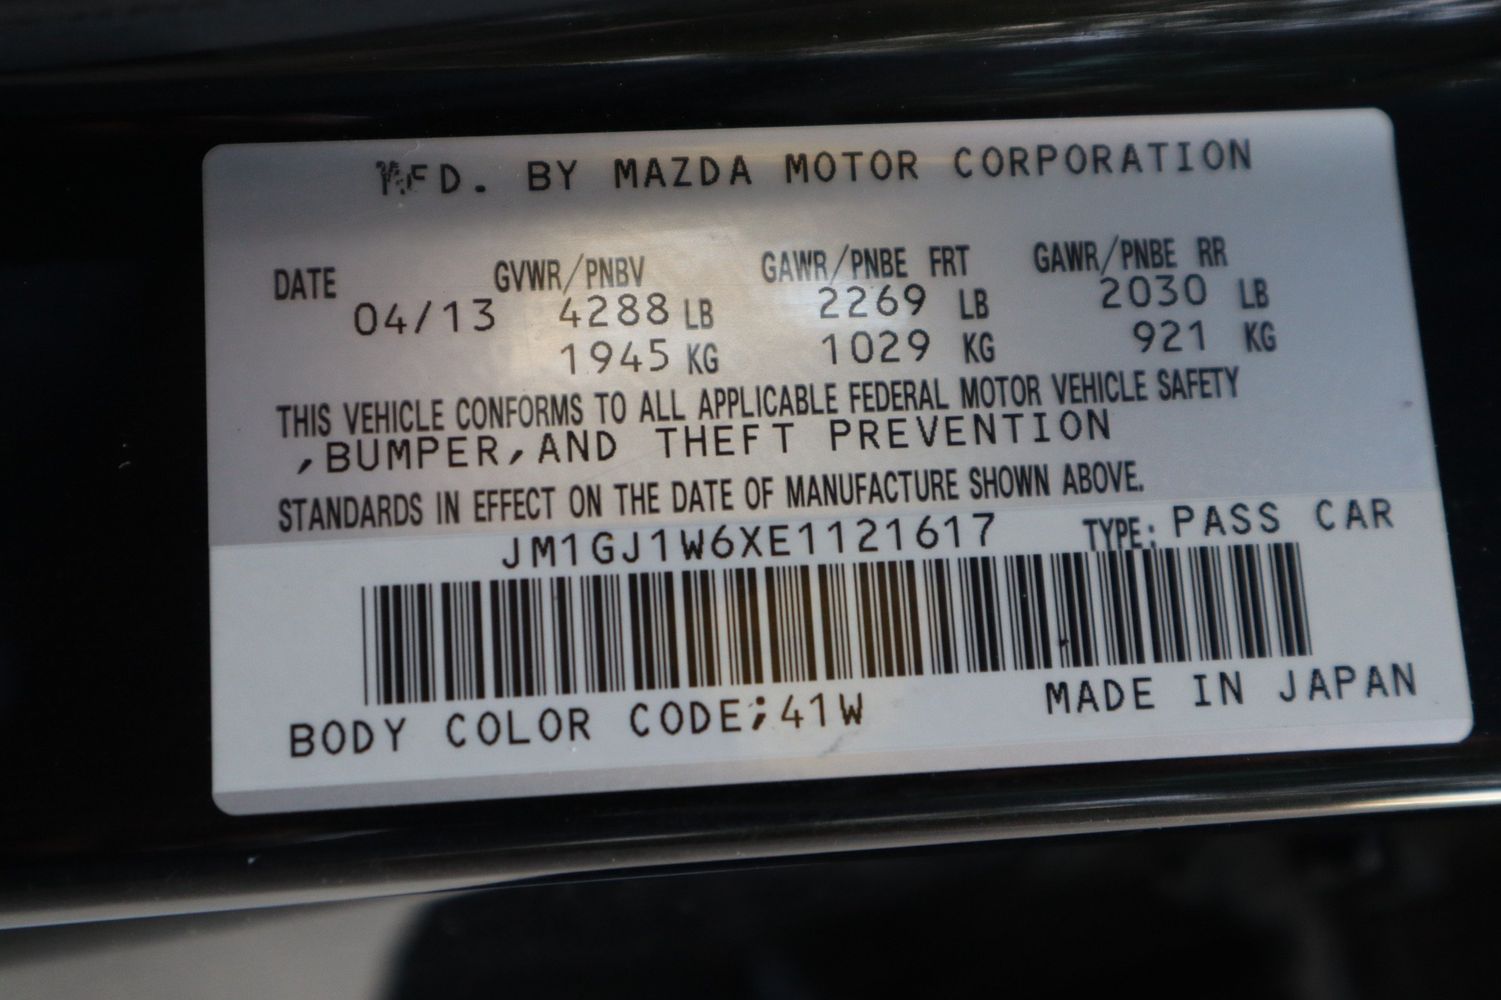 MFD. BY MAZDA MOTOR CORPORATION
DATE GVWR/PNBV GAWR/PNBE FRT GAWR/PNBE RR
04/13 4288 LB 2269 LB 2030 LB
1945 KG 1029 KG 921 KG
THIS VEHICLE CONFORMS TO ALL APPLICABLE FEDERAL MOTOR VEHICLE SAFETY
,BUMPER,AND THEFT PREVENTION
STANDARDS IN EFFECT ON THE DATE OF MANUFACTURE SHOWN ABOVE.
JM1GJ1W6XE1121617 TYPE: PASS CAR
BODY COLOR CODE;41W MADE IN JAPAN